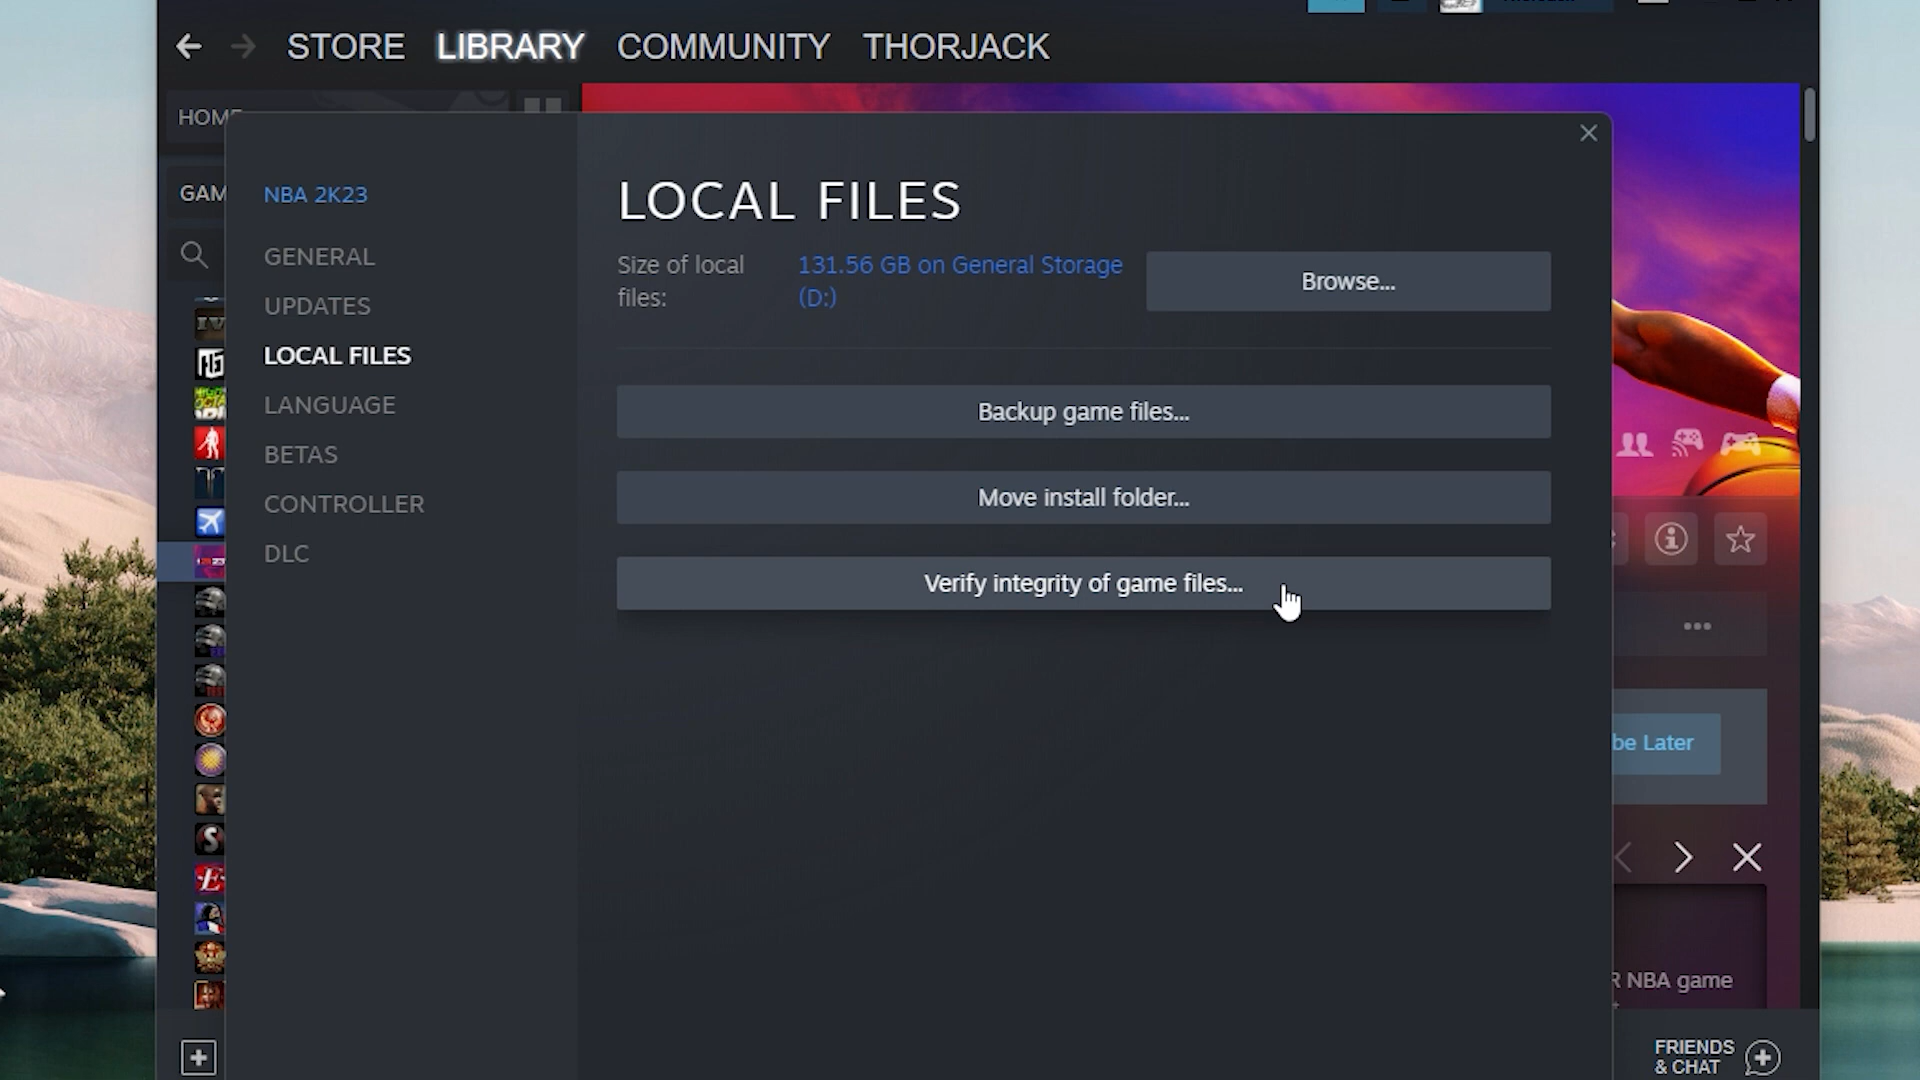 STORE LIBRARY COMMUNITY THORJACK
HOME
GAM
NBA 2K23
GENERAL
UPDATES
LOCAL FILES
LANGUAGE
BETAS
CONTROLLER
DLC
LOCAL FILES
Size of local
files:
131.56 GB on General Storage
(D:)
Browse...
Backup game files...
Move install folder...
Verify integrity of game files...
be Later
R NBA game
FRIENDS
& CHAT